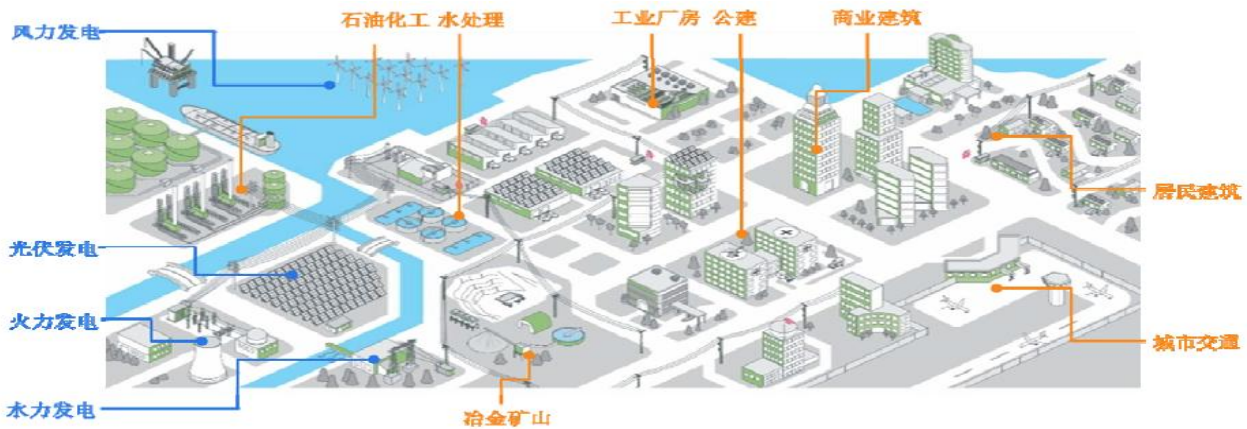 石油化工 水处理 工业厂房 公建 商业建筑
风力发电
居民建筑
光伏发电
火力发电
城市交通
水力发电
冶金矿山